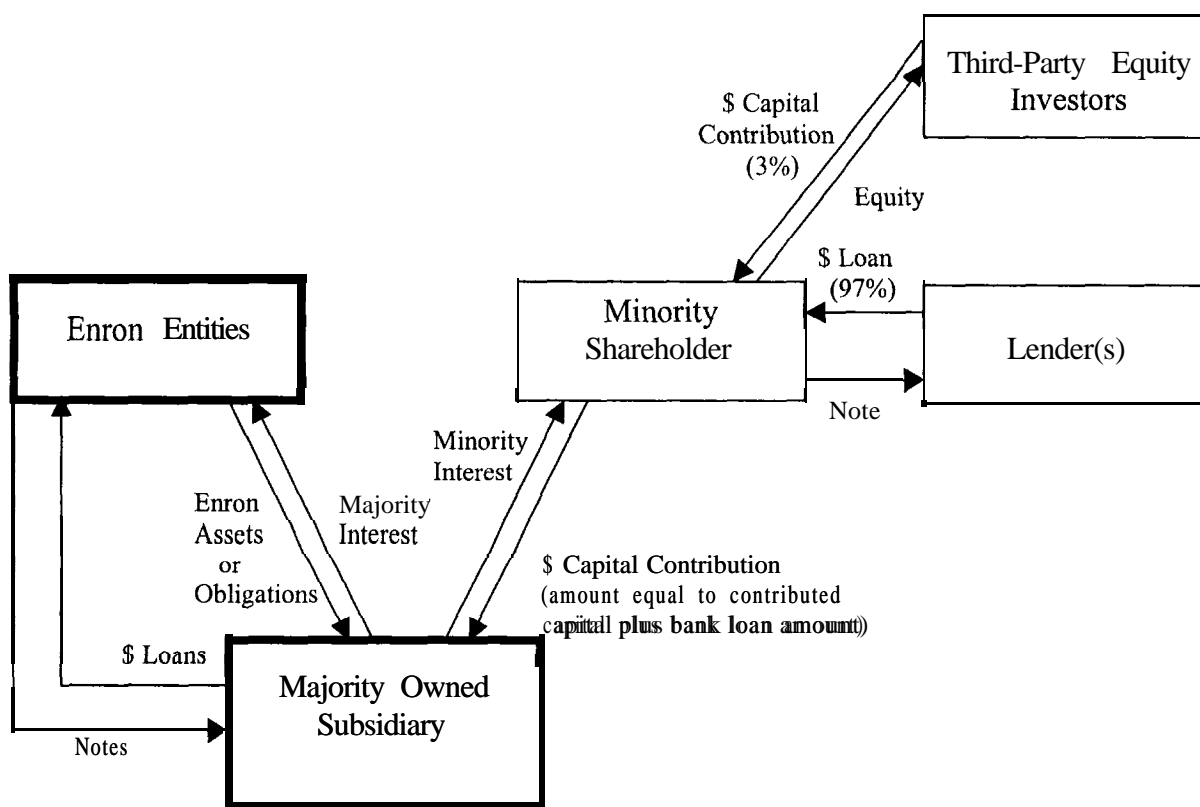 Third-Party Equity
Investors
$ Capital
Contribution
(3%)
Equity
$ Loan
(97%)
Enron Entities
Minority
Shareholder
Lender(s)
Note
Minority
Interest
Enron
Assets
or
Obligations
Majority
Interest
$ Capital Contribution
(amount equal to contributed
capital plus bank loan amount)
$ Loans
Majority Owned
Subsidiary
Notes